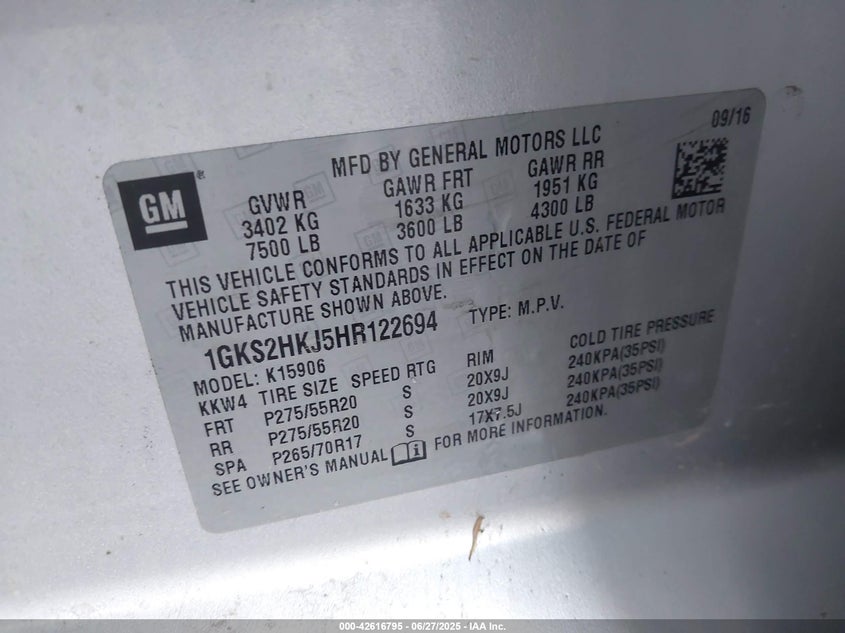 09/16
MFD BY GENERAL MOTORS LLC
GM
GVWR GAWR FRT GAWR RR
3402 KG 1633 KG 1951 KG
7500 LB 3600 LB 4300 LB
THIS VEHICLE CONFORMS TO ALL APPLICABLE U.S. FEDERAL MOTOR
VEHICLE SAFETY STANDARDS IN EFFECT ON THE DATE OF
MANUFACTURE SHOWN ABOVE.
1GKS2HKJ5HR122694 TYPE: M.P.V.
MODEL: K15906
KKW4 TIRE SIZE SPEED RTG RIM COLD TIRE PRESSURE
FRT P275/55R20 S 20X9J 240KPA(35PSI)
RR P275/55R20 S 20X9J 240KPA(35PSI)
SPA P265/70R17 S 17X7.5J 240KPA(35PSI)
SEE OWNER'S MANUAL FOR MORE INFORMATION.
000-42616795 - 06/27/2025 - IAA Inc.